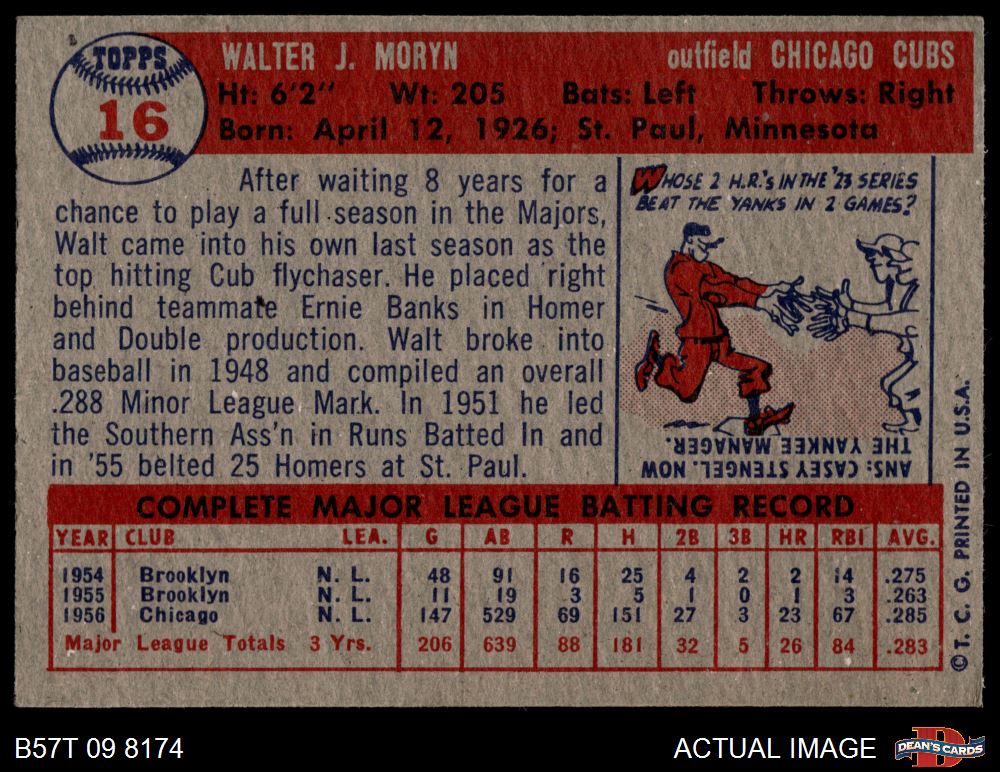 TOPPS
16
WALTER J. MORYN outfield CHICAGO CUBS
Ht: 6'2" Wt: 205 Bats: Left Throws: Right
Born: April 12, 1926; St. Paul, Minnesota
After waiting 8 years for a
chance to play a full season in the Majors,
Walt came into his own last season as the
top hitting Cub flychaser. He placed right
behind teammate Ernie Banks in Homer
and Double production. Walt broke into
baseball in 1948 and compiled an overall
.288 Minor League Mark. In 1951 he led
the Southern Ass'n in Runs Batted In and
in '55 belted 25 Homers at St. Paul.
WHOSE 2 H.R.'S IN THE '23 SERIES
BEAT THE YANKS IN 2 GAMES?
ANS: CASEY STENGEL. NOW
THE YANKEE MANAGER.
COMPLETE MAJOR LEAGUE BATTING RECORD
YEAR CLUB LEA. G AB R H 2B 3B HR RBI AVG.
1954 Brooklyn N. L. 48 91 16 25 4 2 2 14 .275
1955 Brooklyn N. L. 11 19 3 5 1 0 1 3 .263
1956 Chicago N. L. 147 529 69 151 27 3 23 67 .285
Major League Totals 3 Yrs. 206 639 88 181 32 5 26 84 .283
© T. C. G. PRINTED IN U.S.A.
B57T 09 8174 ACTUAL IMAGE
DEAN'S CARDS